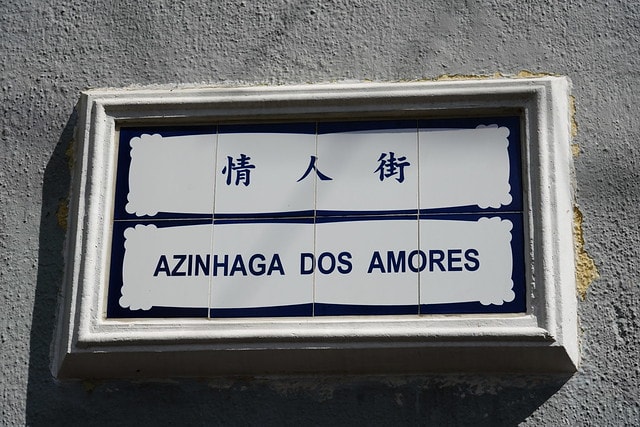 情人街
AZINHAGA DOS AMORES